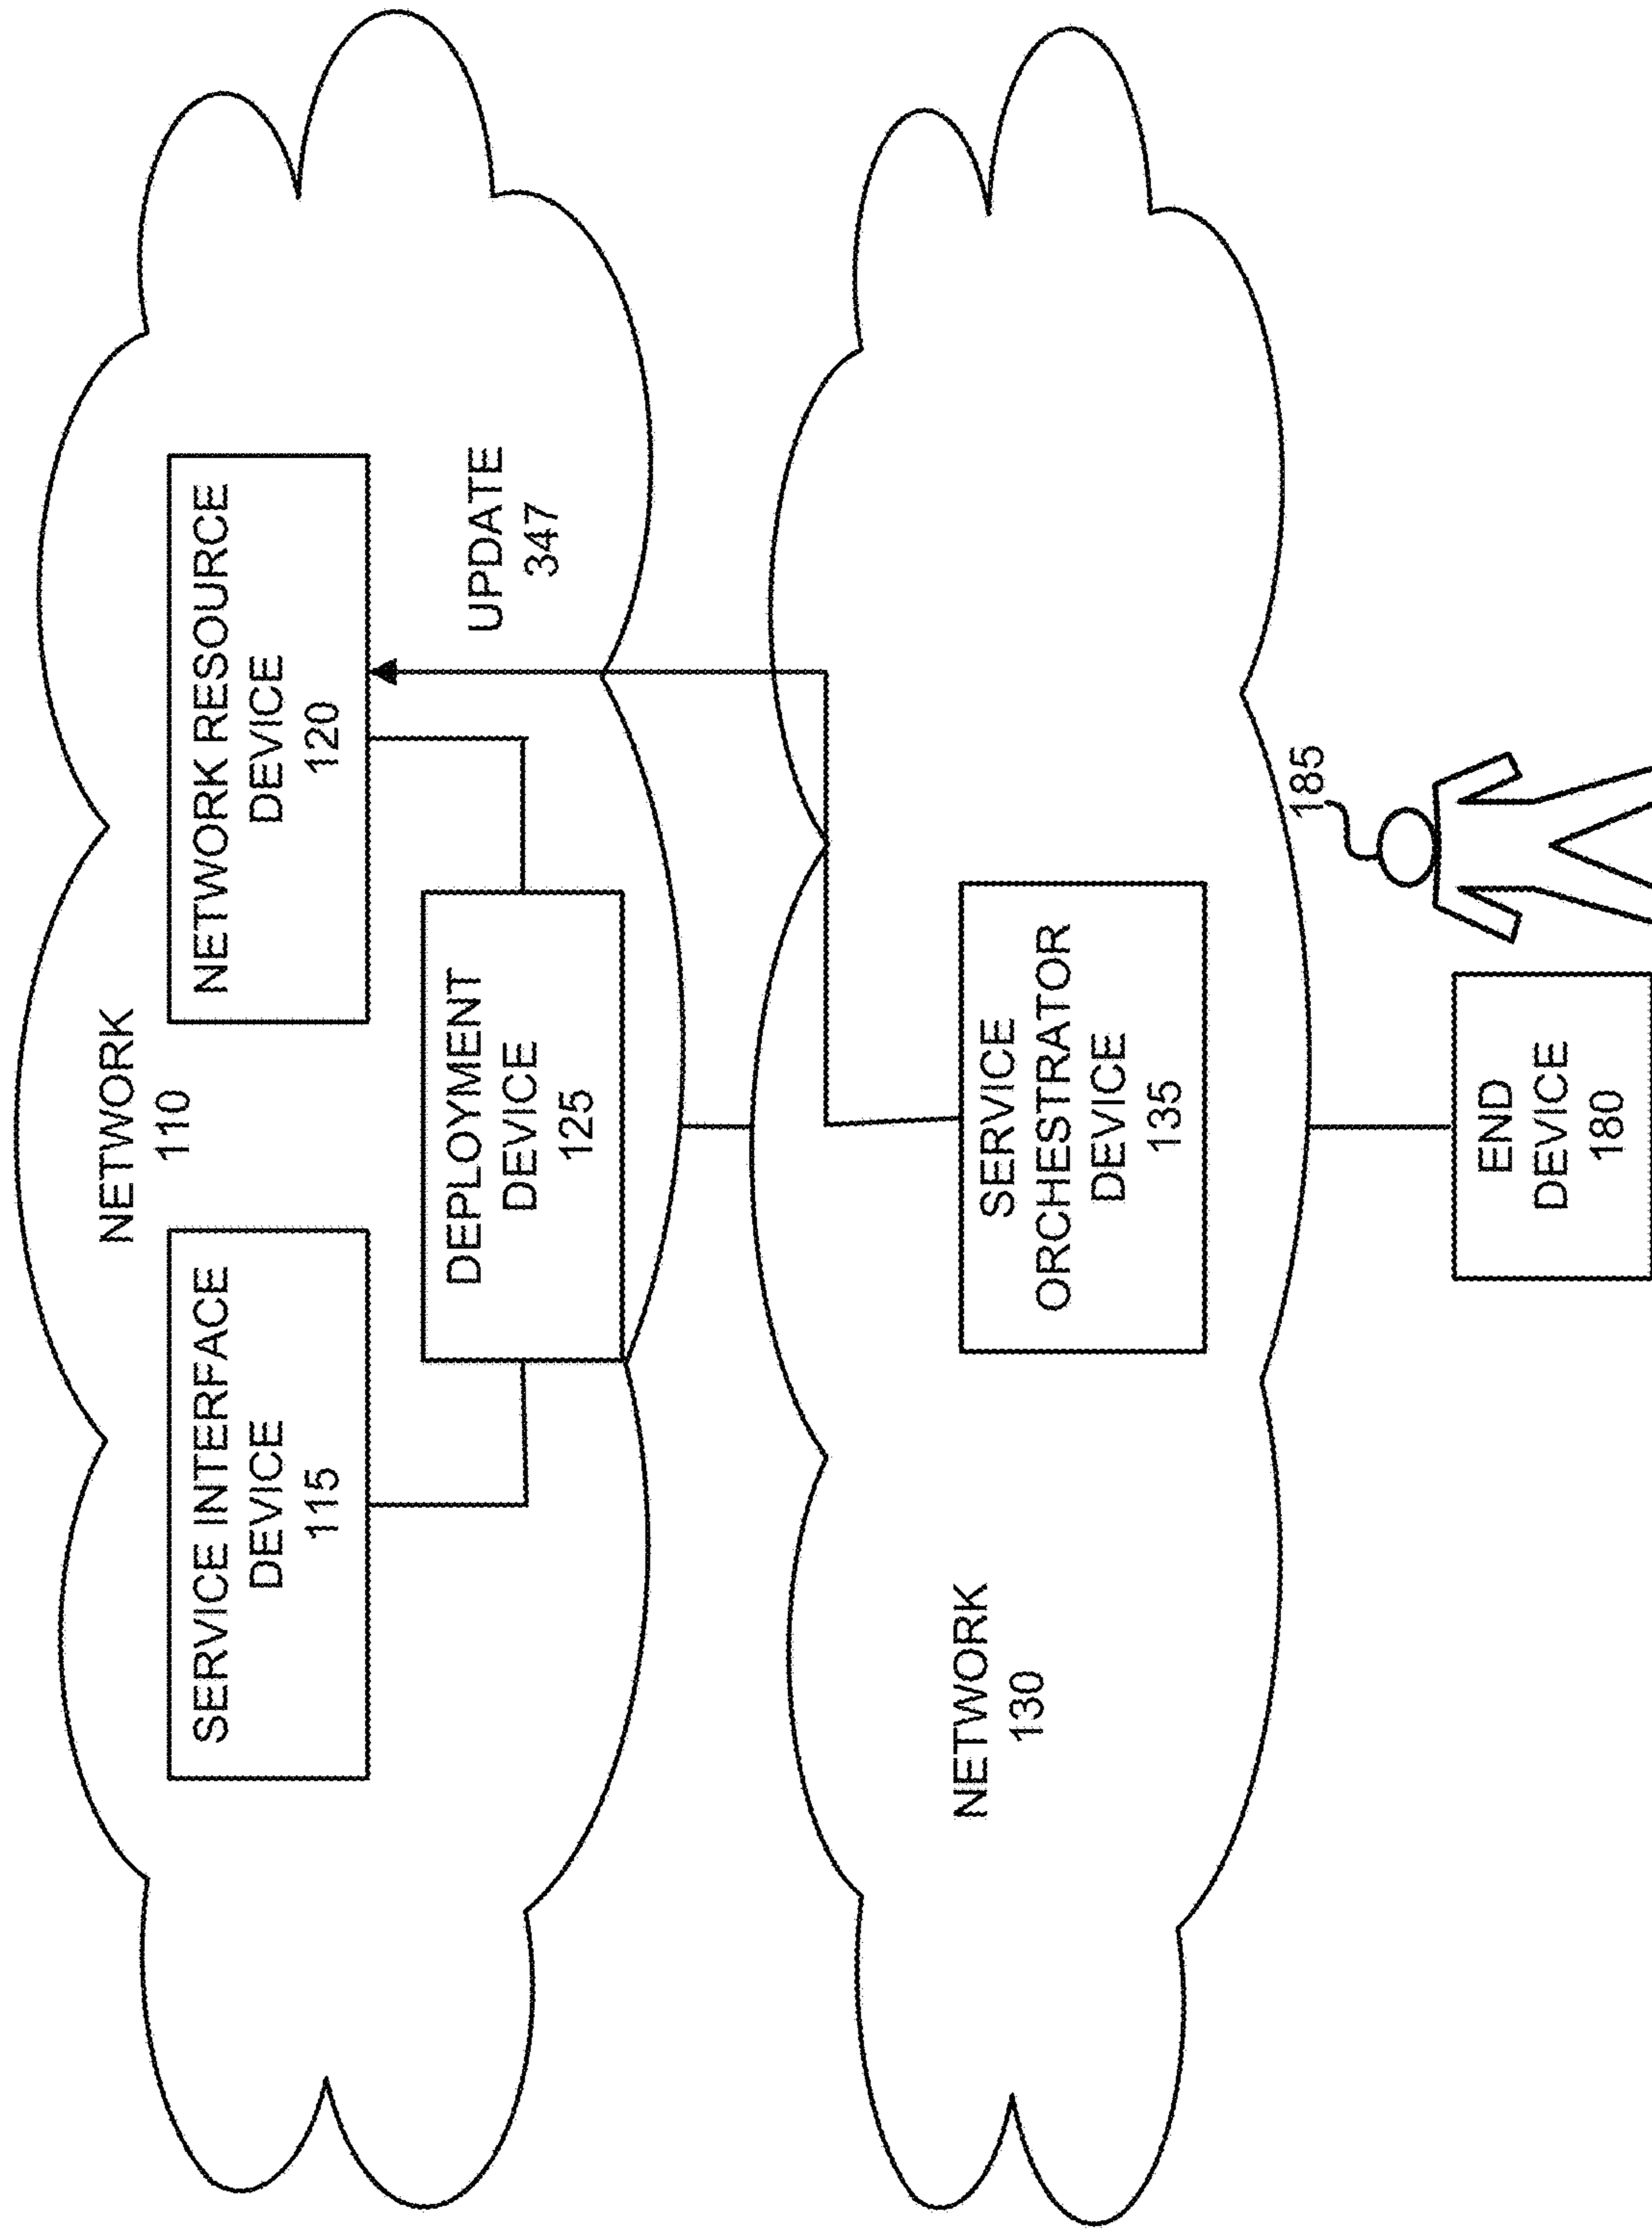 NETWORK
110
SERVICE INTERFACE
DEVICE
115
NETWORK RESOURCE
DEVICE
120
DEPLOYMENT
DEVICE
125
UPDATE
347
NETWORK
130
SERVICE
ORCHESTRATOR
DEVICE
135
185
END
DEVICE
180